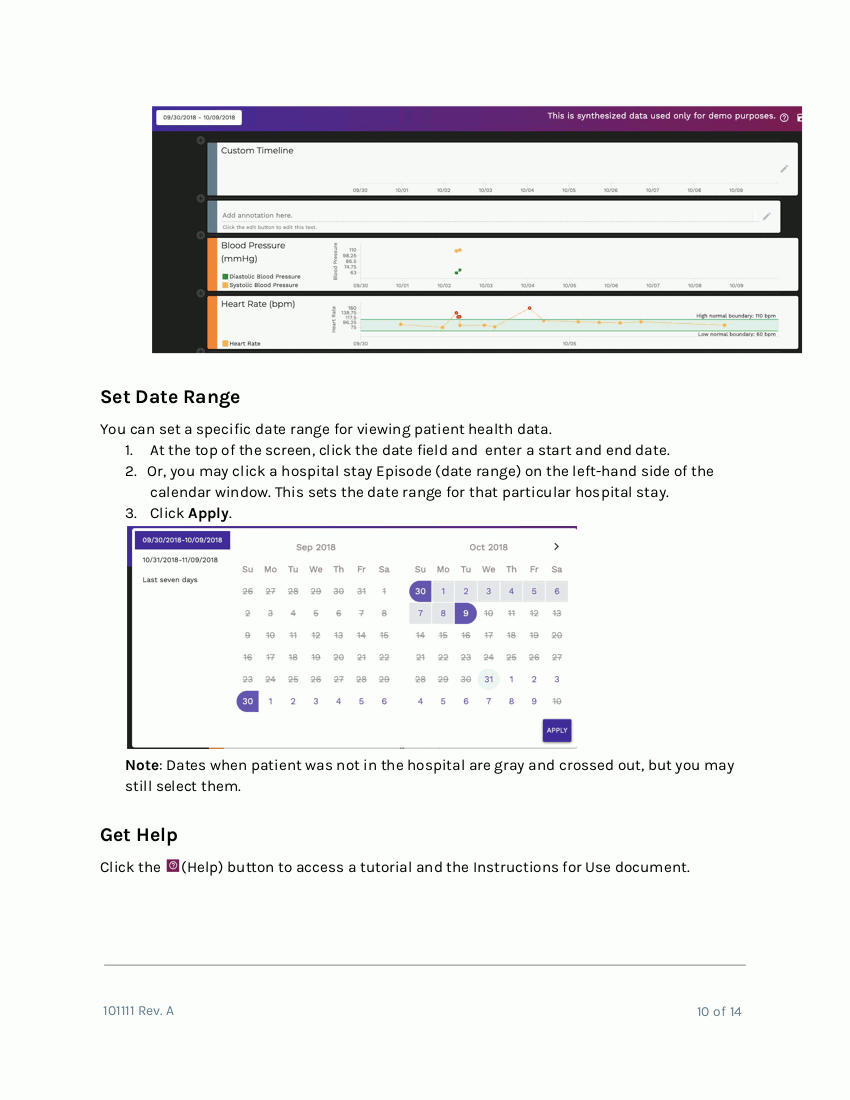 09/30/2018 - 10/09/2018
This is synthesized data used only for demo purposes.
Custom Timeline
09/30 10/01 10/02 10/03 10/04 10/05 10/06 10/07 10/08 10/09
Add annotation here.
Click the edit button to edit this text.
Blood Pressure
(mmHg)
Blood Pressure
110
98.25
86.5
74.75
63
Diastolic Blood Pressure
Systolic Blood Pressure
09/30 10/01 10/02 10/03 10/04 10/05 10/06 10/07 10/08 10/09
Heart Rate (bpm)
Heart Rate
160
138.75
117.5
96.25
75
High normal boundary: 110 bpm
Low normal boundary: 60 bpm
Heart Rate
09/30 10/05
Set Date Range
You can set a specific date range for viewing patient health data.
1. At the top of the screen, click the date field and enter a start and end date.
2. Or, you may click a hospital stay Episode (date range) on the left-hand side of the
calendar window. This sets the date range for that particular hospital stay.
3. Click Apply.
09/30/2018-10/09/2018
10/31/2018-11/09/2018
Last seven days
Sep 2018 Oct 2018
Su Mo Tu We Th Fr Sa Su Mo Tu We Th Fr Sa
26 27 28 29 30 31 1 30 1 2 3 4 5 6
2 3 4 5 6 7 8 7 8 9 10 11 12 13
9 10 11 12 13 14 15 14 15 16 17 18 19 20
16 17 18 19 20 21 22 21 22 23 24 25 26 27
23 24 25 26 27 28 29 28 29 30 31 1 2 3
30 1 2 3 4 5 6 4 5 6 7 8 9 10
APPLY
Note: Dates when patient was not in the hospital are gray and crossed out, but you may
still select them.
Get Help
Click the (Help) button to access a tutorial and the Instructions for Use document.
101111 Rev. A
10 of 14